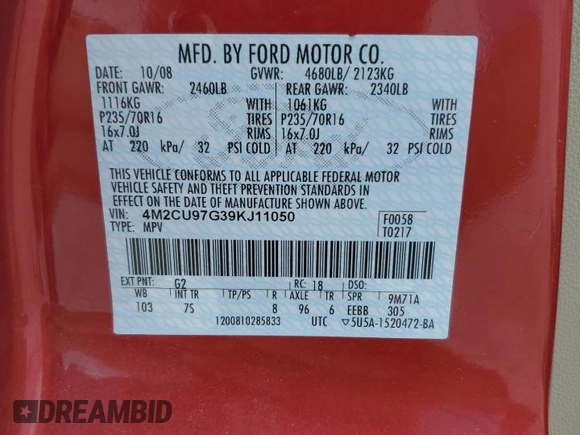 MFD. BY FORD MOTOR CO.
DATE: 10/08 GVWR: 4680LB/ 2123KG
FRONT GAWR: 2460LB REAR GAWR: 2340LB
1116KG WITH 1061KG WITH
P235/70R16 TIRES P235/70R16 TIRES
16x7.0J RIMS 16x7.0J RIMS
AT 220 kPa/ 32 PSI COLD AT 220 kPa/ 32 PSI COLD
THIS VEHICLE CONFORMS TO ALL APPLICABLE FEDERAL MOTOR
VEHICLE SAFETY AND THEFT PREVENTION STANDARDS IN
EFFECT ON THE DATE OF MANUFACTURE SHOWN ABOVE.
VIN: 4M2CU97G39KJ11050 F0058
TYPE: MPV T0217
EXT PNT: G2 RC: 18 DSO:
WB INT TR TP/PS R AXLE TR SPR 9M71A
103 7S 8 96 6 EEBB 305
1200810285833 UTC ▽5U5A-1520472-BA
DREAMBID